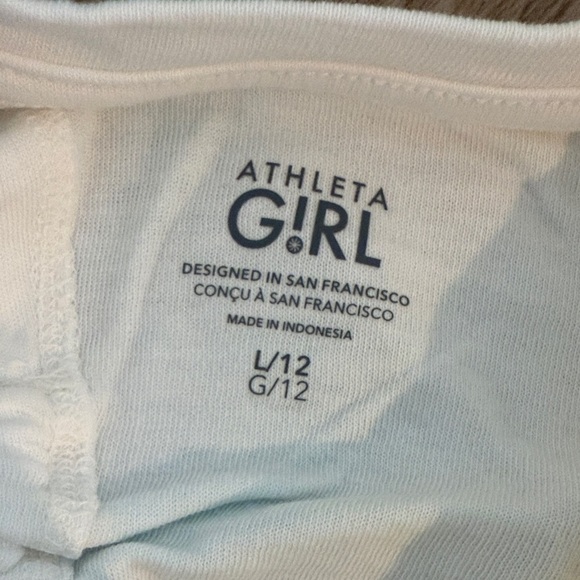 ATHLETA
G!RL
DESIGNED IN SAN FRANCISCO
CONÇU À SAN FRANCISCO
MADE IN INDONESIA
L/12
G/12